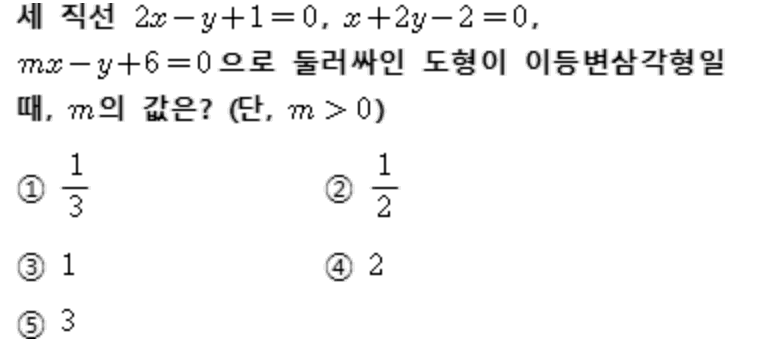 세 직선 2x-y+1=0, x+2y-2=0,
mx-y+6=0으로 둘러싸인 도형이 이등변삼각형일
때, m의 값은? (단, m>0)
① 1/3 ② 1/2
③ 1 ④ 2
⑤ 3